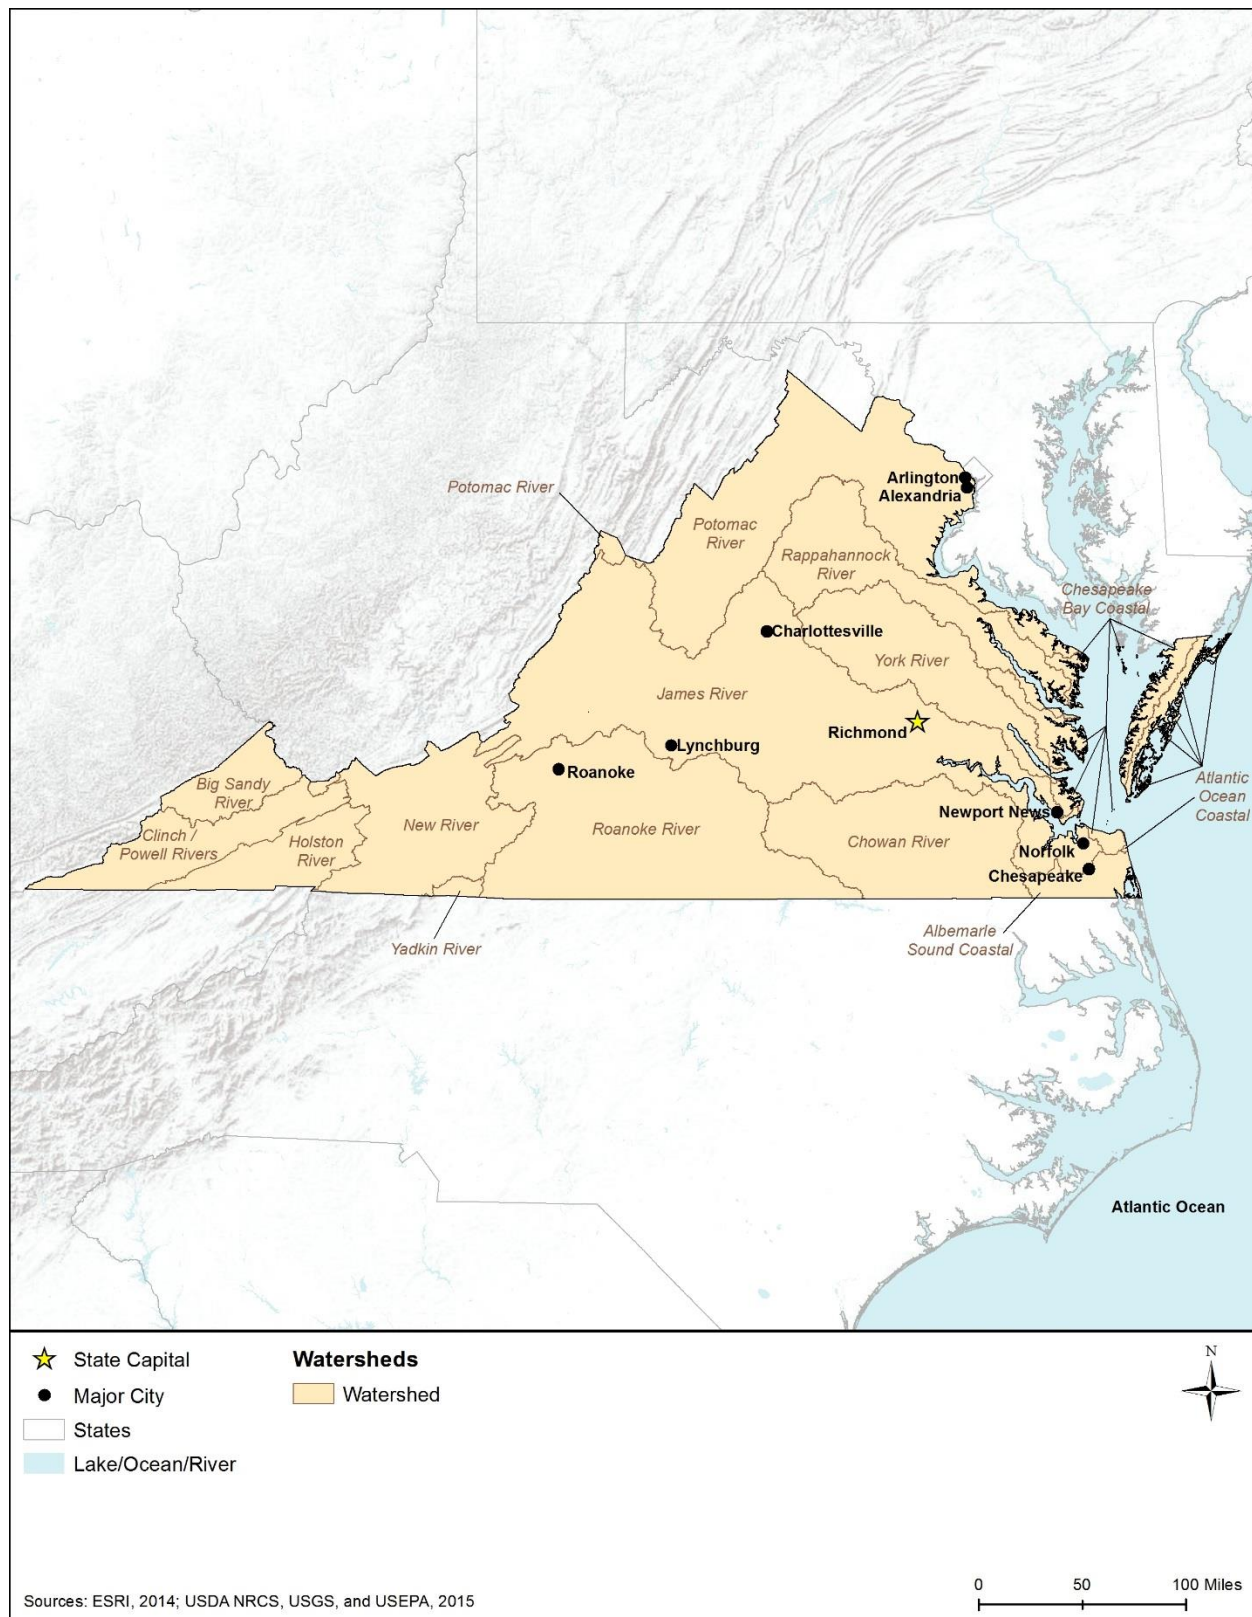 Arlington
Alexandria
Potomac River
Potomac
River
Rappahannock
River
Chesapeake
Bay Coastal
Charlottesville
York River
James River
Richmond
Lynchburg
Roanoke
Big Sandy
River
Atlantic
Ocean
Coastal
Clinch /
Powell Rivers
Holston
River
New River
Roanoke River
Chowan River
Newport News
Norfolk
Chesapeake
Yadkin River
Albemarle
Sound Coastal
Atlantic Ocean
State Capital
Major City
States
Lake/Ocean/River
Watersheds
Watershed
N
Sources: ESRI, 2014; USDA NRCS, USGS, and USEPA, 2015
0 50 100 Miles